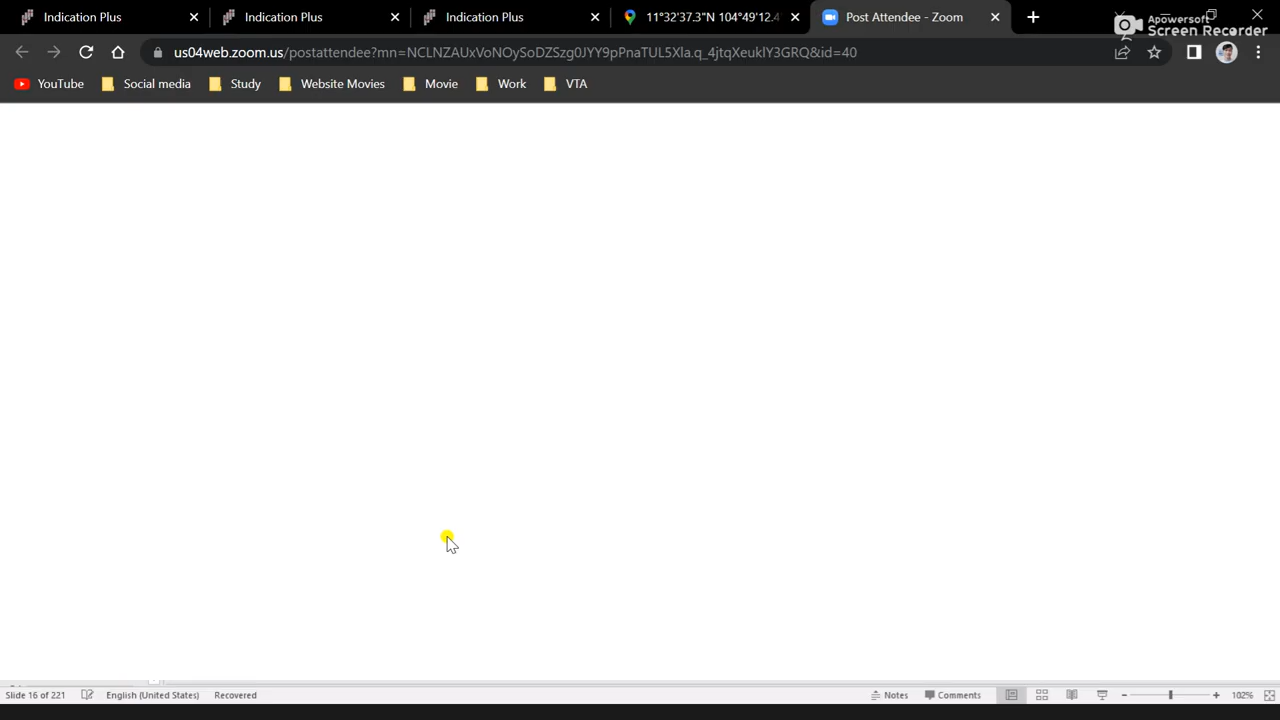 Indication Plus
Indication Plus
Indication Plus
11°32'37.3"N 104°49'12.4
Post Attendee - Zoom
Apowersoft
Screen Recorder
us04web.zoom.us/postattendee?mn=NCLNZAUxVoNOySoDZSzg0JYY9pPnaTUL5Xla.q_4jtqXeuklY3GRQ&id=40
YouTube
Social media
Study
Website Movies
Movie
Work
VTA
Slide 16 of 221
English (United States)
Recovered
Notes
Comments
102%